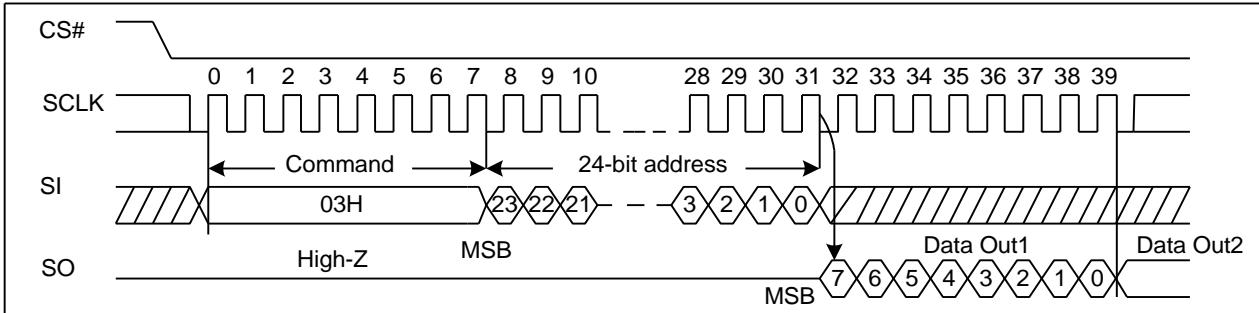 CS#
0 1 2 3 4 5 6 7 8 9 10 28 29 30 31 32 33 34 35 36 37 38 39
SCLK
Command 24-bit address
SI 03H 23 22 21 3 2 1 0
High-Z MSB Data Out1 Data Out2
SO 7 6 5 4 3 2 1 0
MSB